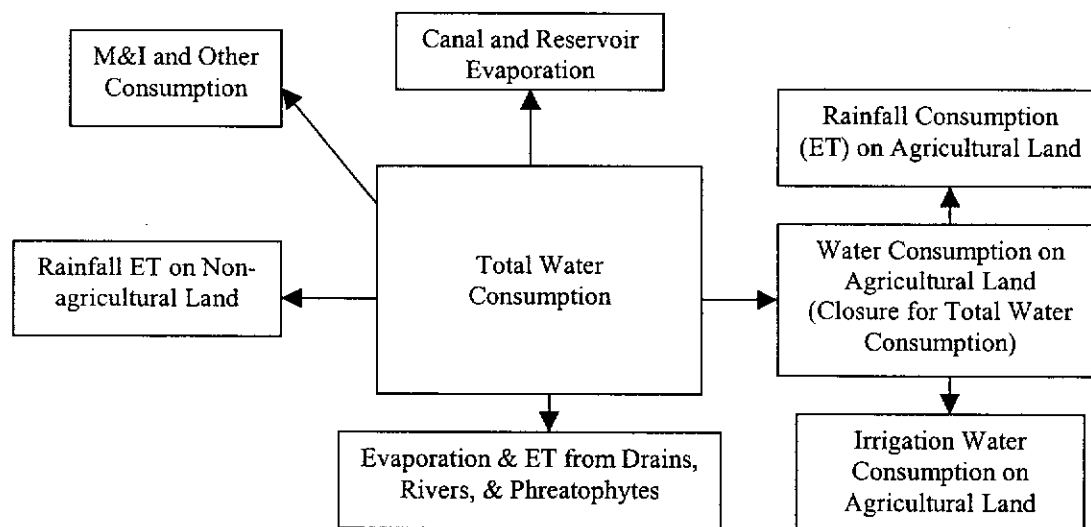 M&I and Other
Consumption
Canal and Reservoir
Evaporation
Rainfall Consumption
(ET) on Agricultural Land
Rainfall ET on Non-
agricultural Land
Total Water
Consumption
Water Consumption on
Agricultural Land
(Closure for Total Water
Consumption)
Evaporation & ET from Drains,
Rivers, & Phreatophytes
Irrigation Water
Consumption on
Agricultural Land